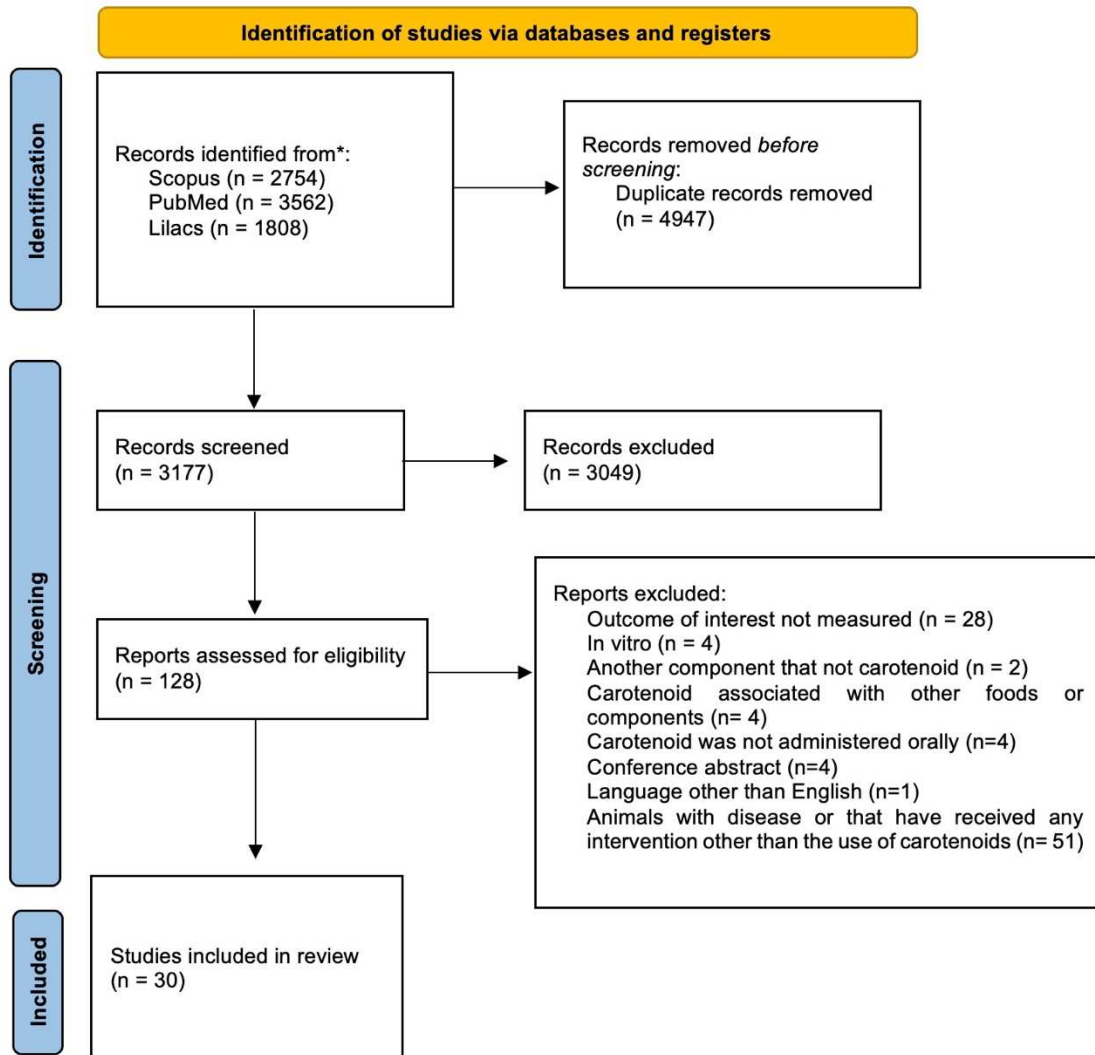 Identification of studies via databases and registers
Identification
Records identified from*:
Scopus (n = 2754)
PubMed (n = 3562)
Lilacs (n = 1808)
Records removed before
screening:
Duplicate records removed
(n = 4947)
Screening
Records screened
(n = 3177)
Records excluded
(n = 3049)
Reports assessed for eligibility
(n = 128)
Reports excluded:
Outcome of interest not measured (n = 28)
In vitro (n = 4)
Another component that not carotenoid (n = 2)
Carotenoid associated with other foods or
components (n= 4)
Carotenoid was not administered orally (n=4)
Conference abstract (n=4)
Language other than English (n=1)
Animals with disease or that have received any
intervention other than the use of carotenoids (n= 51)
Included
Studies included in review
(n = 30)